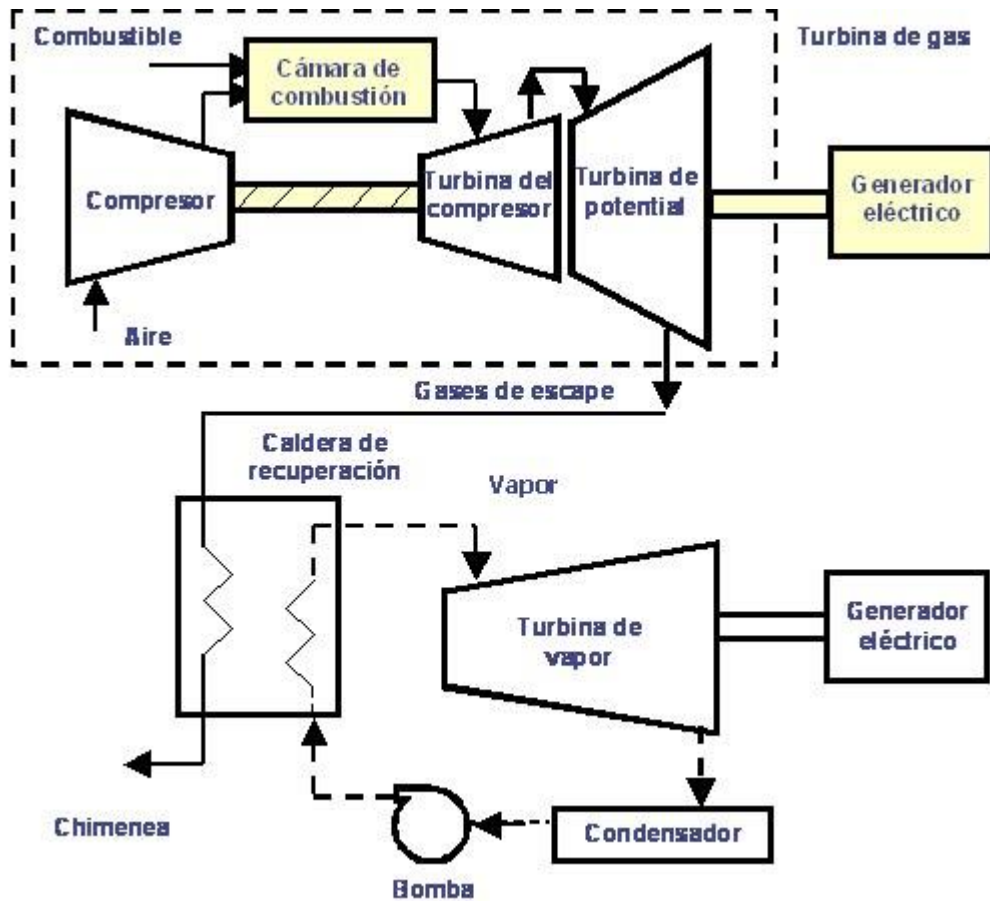 Combustible
Turbina de gas
Cámara de
combustión
Compresor
Turbina del
compresor
Turbina de
potential
Generador
eléctrico
Aire
Gases de escape
Caldera de
recuperación
Vapor
Turbina de
vapor
Generador
eléctrico
Chimenea
Condensador
Bomba